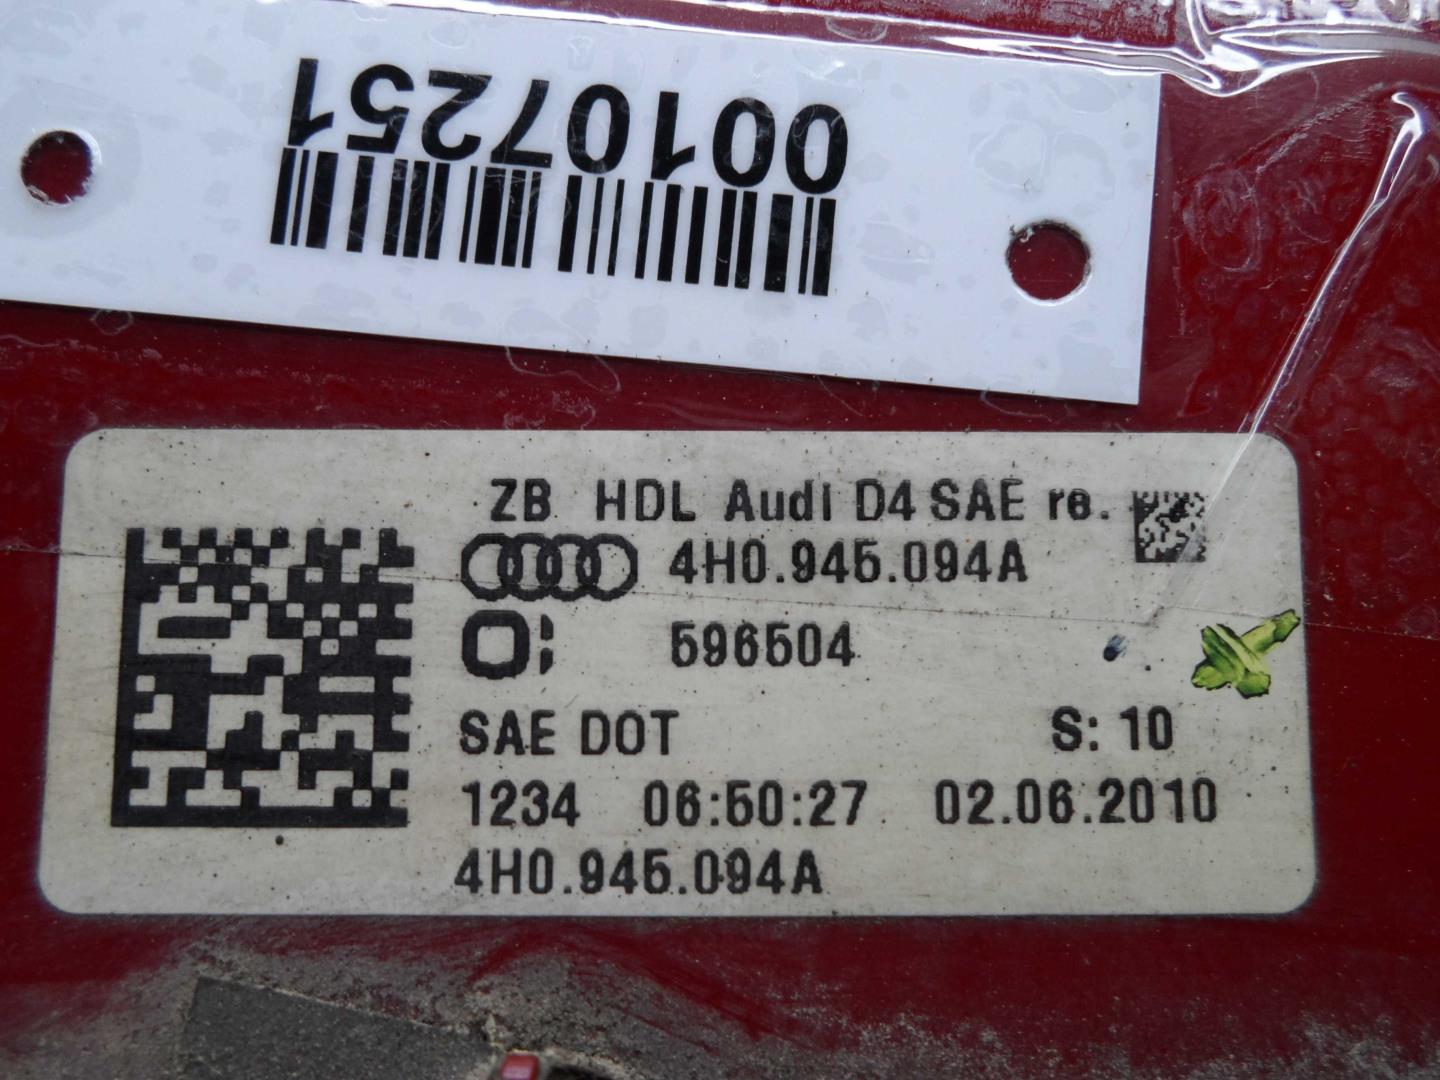 00107251
ZB HDL Audi D4 SAE re.
4H0.945.094A
596504
SAE DOT S: 10
1234 06:50:27 02.06.2010
4H0.945.094A